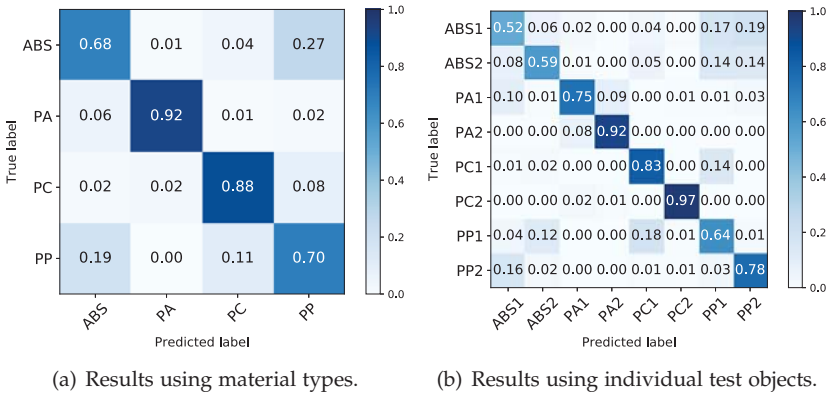 ABS 0.68 0.01 0.04 0.27
PA 0.06 0.92 0.01 0.02
PC 0.02 0.02 0.88 0.08
PP 0.19 0.00 0.11 0.70
True label
ABS PA PC PP
Predicted label
1.0
0.8
0.6
0.4
0.2
0.0
(a) Results using material types.
ABS1 0.52 0.06 0.02 0.00 0.04 0.00 0.17 0.19
ABS2 0.08 0.59 0.01 0.00 0.05 0.00 0.14 0.14
PA1 0.10 0.01 0.75 0.09 0.00 0.01 0.01 0.03
PA2 0.00 0.00 0.08 0.92 0.00 0.00 0.00 0.00
PC1 0.01 0.02 0.00 0.00 0.83 0.00 0.14 0.00
PC2 0.00 0.00 0.02 0.01 0.00 0.97 0.00 0.00
PP1 0.04 0.12 0.00 0.00 0.18 0.01 0.64 0.01
PP2 0.16 0.02 0.00 0.00 0.01 0.01 0.03 0.78
True label
ABS1 ABS2 PA1 PA2 PC1 PC2 PP1 PP2
Predicted label
1.0
0.8
0.6
0.4
0.2
0.0
(b) Results using individual test objects.